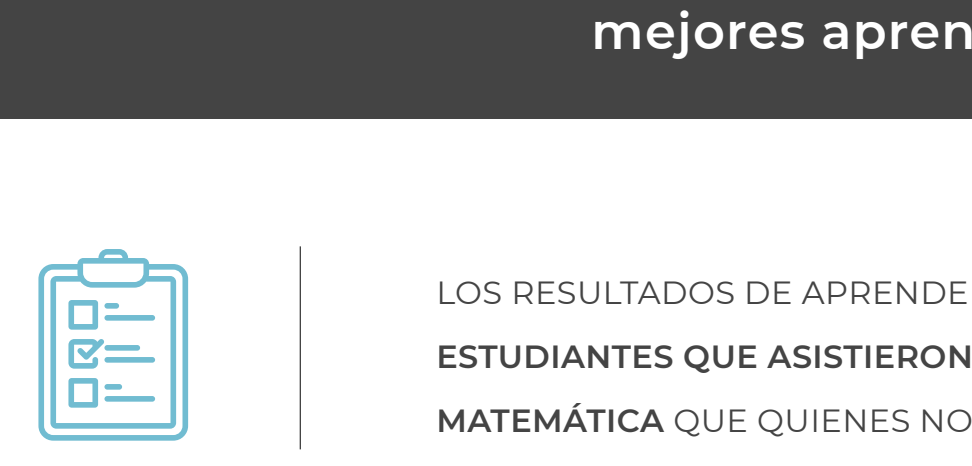 mejores apren
LOS RESULTADOS DE APRENDE
ESTUDIANTES QUE ASISTIERON
MATEMÁTICA QUE QUIENES NO